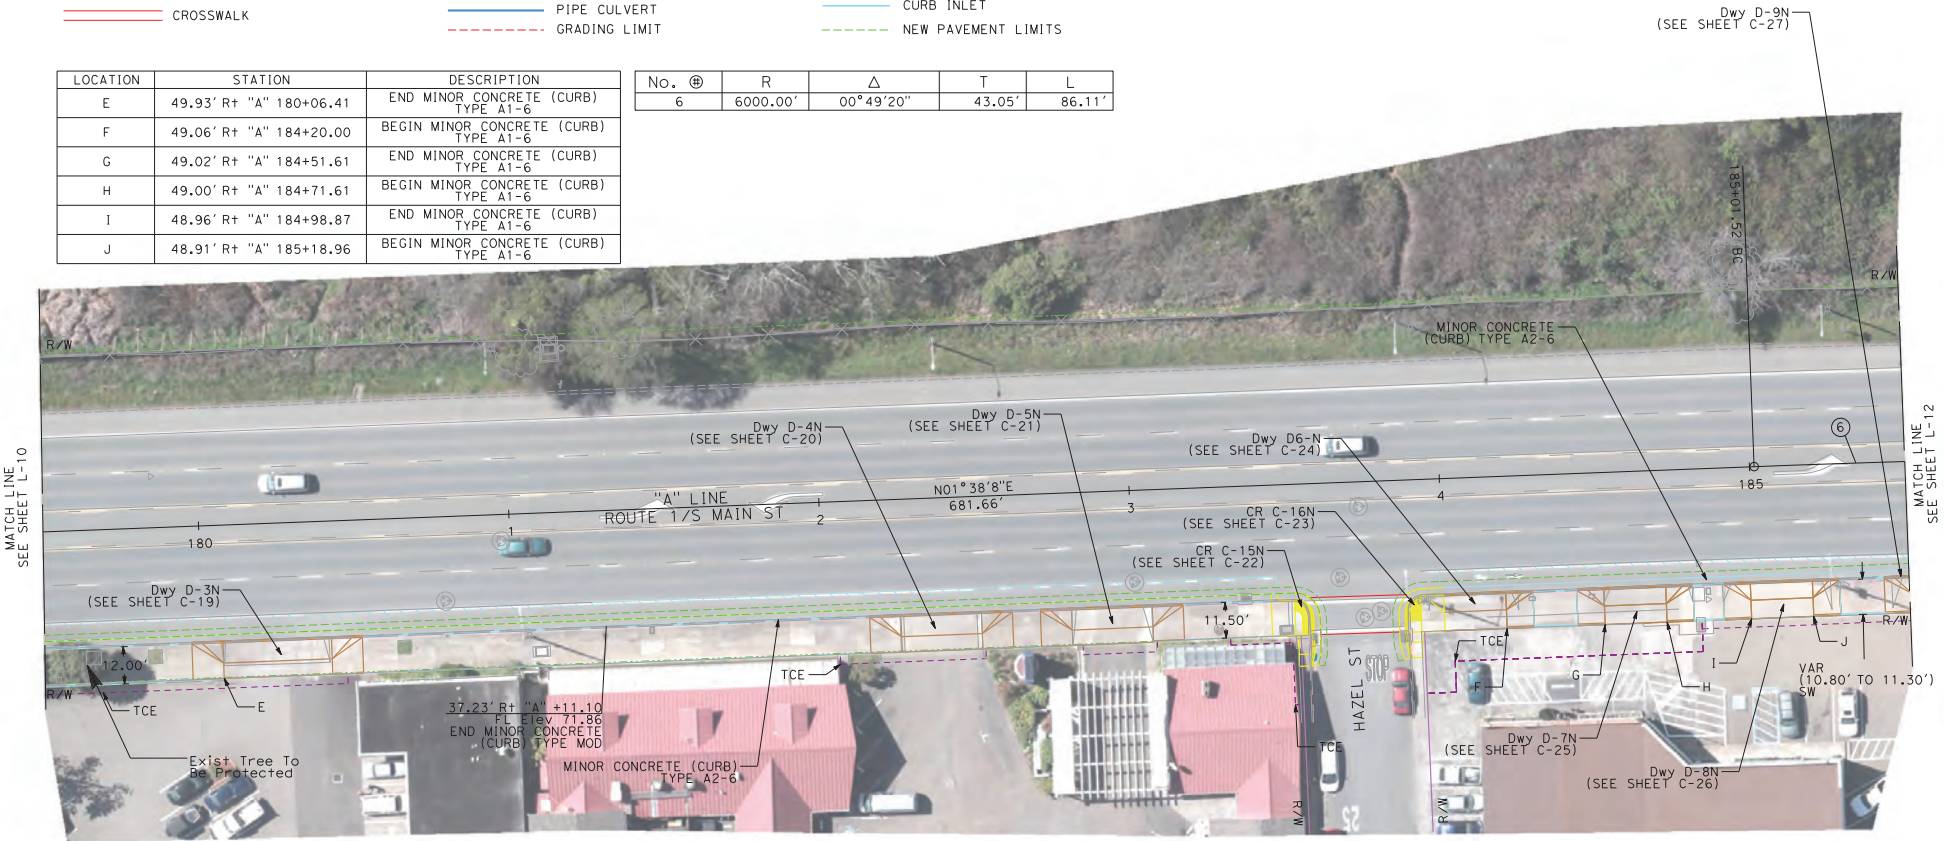 CROSSWALK
PIPE CULVERT
GRADING LIMIT
CURB INLET
NEW PAVEMENT LIMITS
Dwy D-9N
(SEE SHEET C-27)
LOCATION STATION DESCRIPTION
E 49.93' Rt "A" 180+06.41 END MINOR CONCRETE (CURB)
TYPE A1-6
F 49.06' Rt "A" 184+20.00 BEGIN MINOR CONCRETE (CURB)
TYPE A1-6
G 49.02' Rt "A" 184+51.61 END MINOR CONCRETE (CURB)
TYPE A1-6
H 49.00' Rt "A" 184+71.61 BEGIN MINOR CONCRETE (CURB)
TYPE A1-6
I 48.96' Rt "A" 184+98.87 END MINOR CONCRETE (CURB)
TYPE A1-6
J 48.91' Rt "A" 185+18.96 BEGIN MINOR CONCRETE (CURB)
TYPE A1-6
No. # R Δ T L
6 6000.00' 00°49'20" 43.05' 86.11'
185+01.52 BC
R/W
R/W
MINOR CONCRETE
(CURB) TYPE A2-6
Dwy D-4N
(SEE SHEET C-20)
Dwy D-5N
(SEE SHEET C-21)
Dwy D6-N
(SEE SHEET C-24)
6
MATCH LINE
SEE SHEET L-10
MATCH LINE
SEE SHEET L-12
"A" LINE
ROUTE 1/S MAIN ST
N01°38'8"E
681.66'
180
1
2
3
4
185
CR C-16N
(SEE SHEET C-23)
CR C-15N
(SEE SHEET C-22)
Dwy D-3N
(SEE SHEET C-19)
11.50'
12.00'
R/W
TCE
E
TCE
TCE
R/W
J
I
H
G
F
VAR
(10.80' TO 11.30')
SW
HAZEL ST
STOP
TCE
37.23' Rt "A" +11.10
FL Elev 71.86
END MINOR CONCRETE
(CURB) TYPE MOD
MINOR CONCRETE (CURB)
TYPE A2-6
Exist Tree To
Be Protected
Dwy D-7N
(SEE SHEET C-25)
Dwy D-8N
(SEE SHEET C-26)
R/W
R/W
25